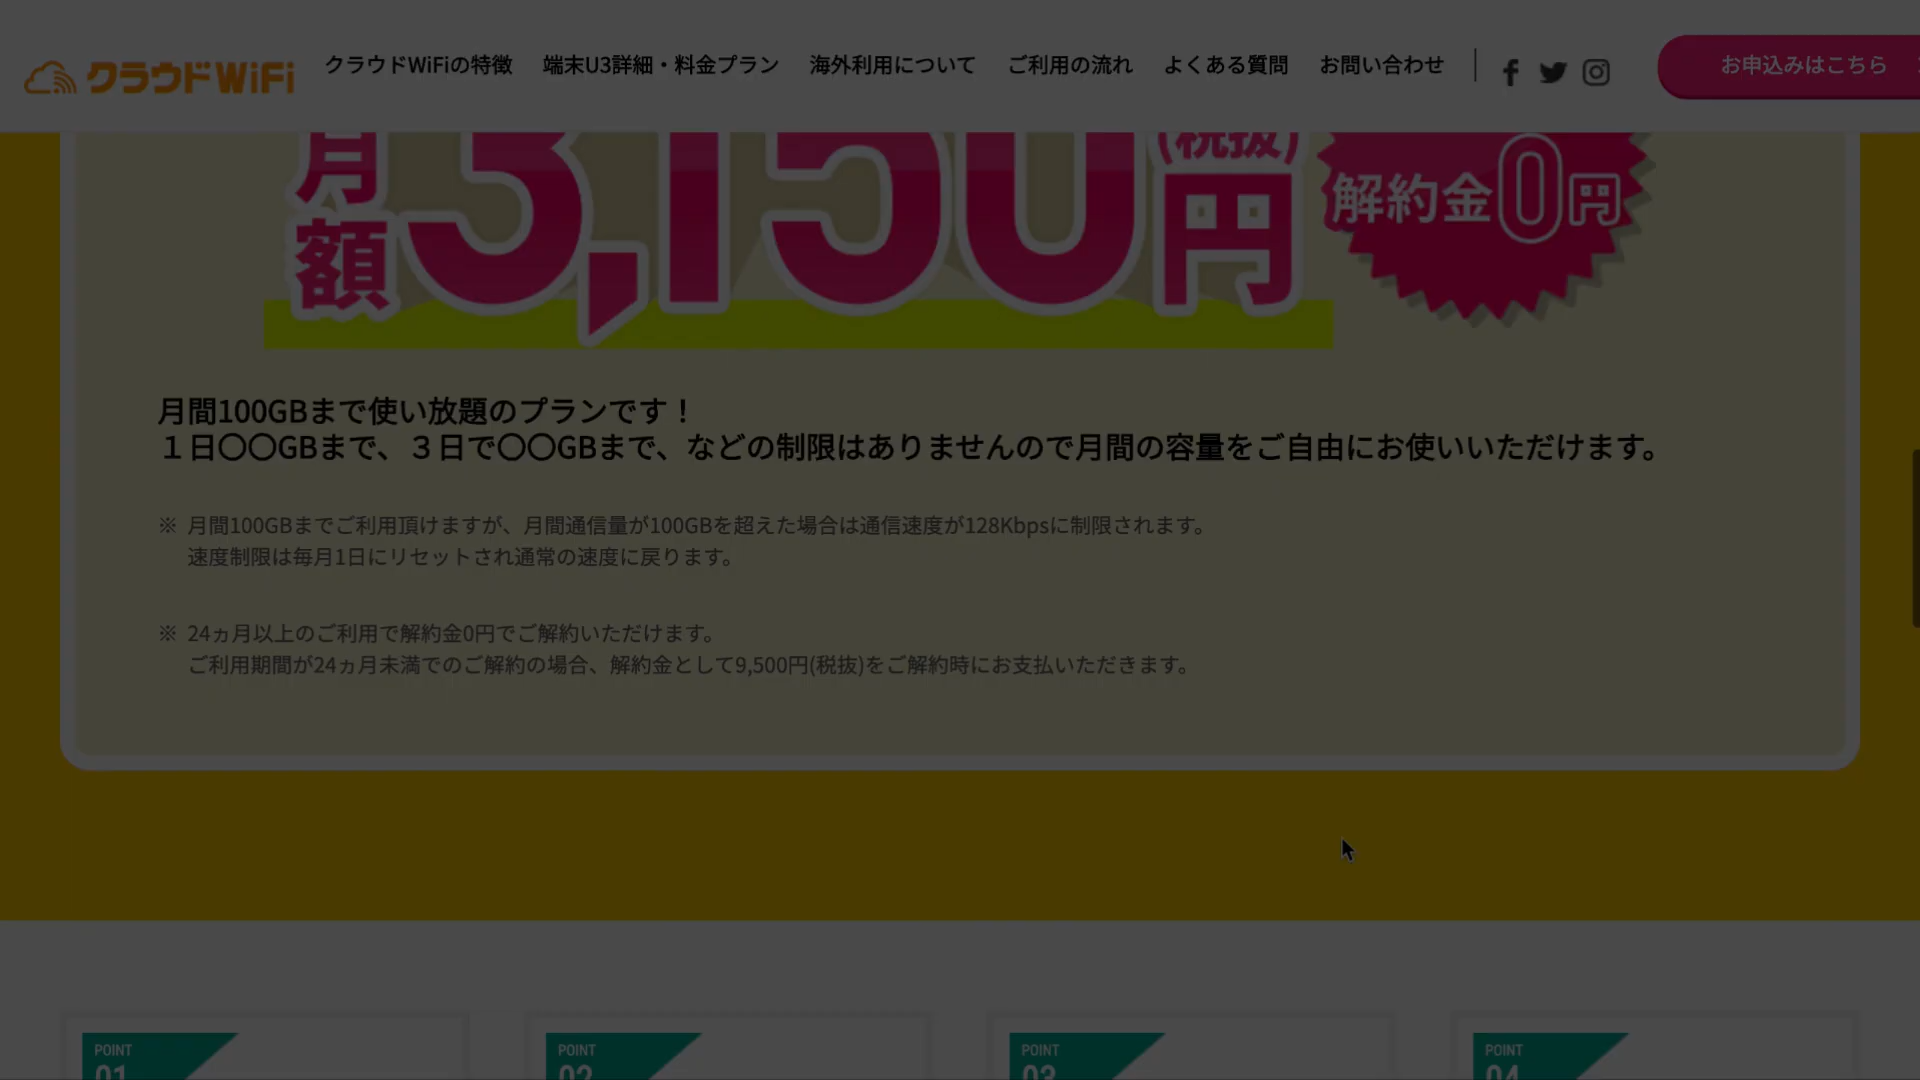 クラウドWiFi
クラウドWiFiの特徴 端末U3詳細・料金プラン 海外利用について ご利用の流れ よくある質問 お問い合わせ
お申込みはこちら
月額3,150円(税抜)
解約金0円
月間100GBまで使い放題のプランです！
１日〇〇GBまで、３日で〇〇GBまで、などの制限はありませんので月間の容量をご自由にお使いいただけます。
※ 月間100GBまでご利用頂けますが、月間通信量が100GBを超えた場合は通信速度が128Kbpsに制限されます。
速度制限は毎月1日にリセットされ通常の速度に戻ります。
※ 24ヵ月以上のご利用で解約金0円でご解約いただけます。
ご利用期間が24ヵ月未満でのご解約の場合、解約金として9,500円(税抜)をご解約時にお支払いただきます。
POINT
01
POINT
02
POINT
03
POINT
04